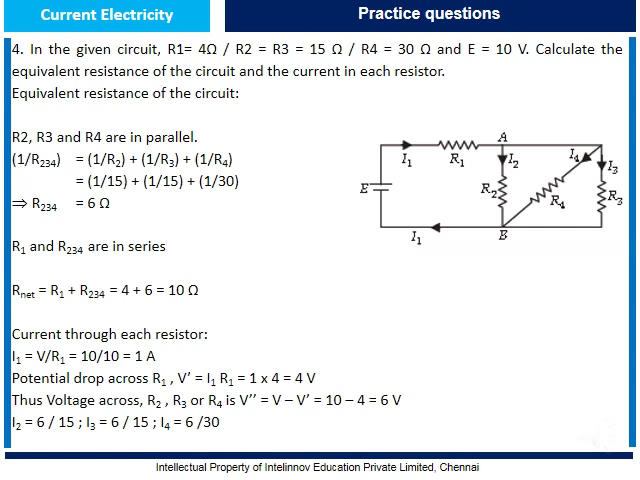 Current Electricity
Practice questions
4. In the given circuit, R1= 4Ω / R2 = R3 = 15 Ω / R4 = 30 Ω and E = 10 V. Calculate the
equivalent resistance of the circuit and the current in each resistor.
Equivalent resistance of the circuit:
R2, R3 and R4 are in parallel.
(1/R₂₃₄) = (1/R₂) + (1/R₃) + (1/R₄)
= (1/15) + (1/15) + (1/30)
⇒ R₂₃₄ = 6 Ω
R₁ and R₂₃₄ are in series
Rnet = R₁ + R₂₃₄ = 4 + 6 = 10 Ω
Current through each resistor:
I₁ = V/R₁ = 10/10 = 1 A
Potential drop across R₁ , V’ = I₁ R₁ = 1 x 4 = 4 V
Thus Voltage across, R₂ , R₃ or R₄ is V’’ = V – V’ = 10 – 4 = 6 V
I₂ = 6 / 15 ; I₃ = 6 / 15 ; I₄ = 6 /30
A
I₁ R₁ I₂ I₄ I₃
E R₂ R₄ R₃
I₁ B
Intellectual Property of Intelinnov Education Private Limited, Chennai